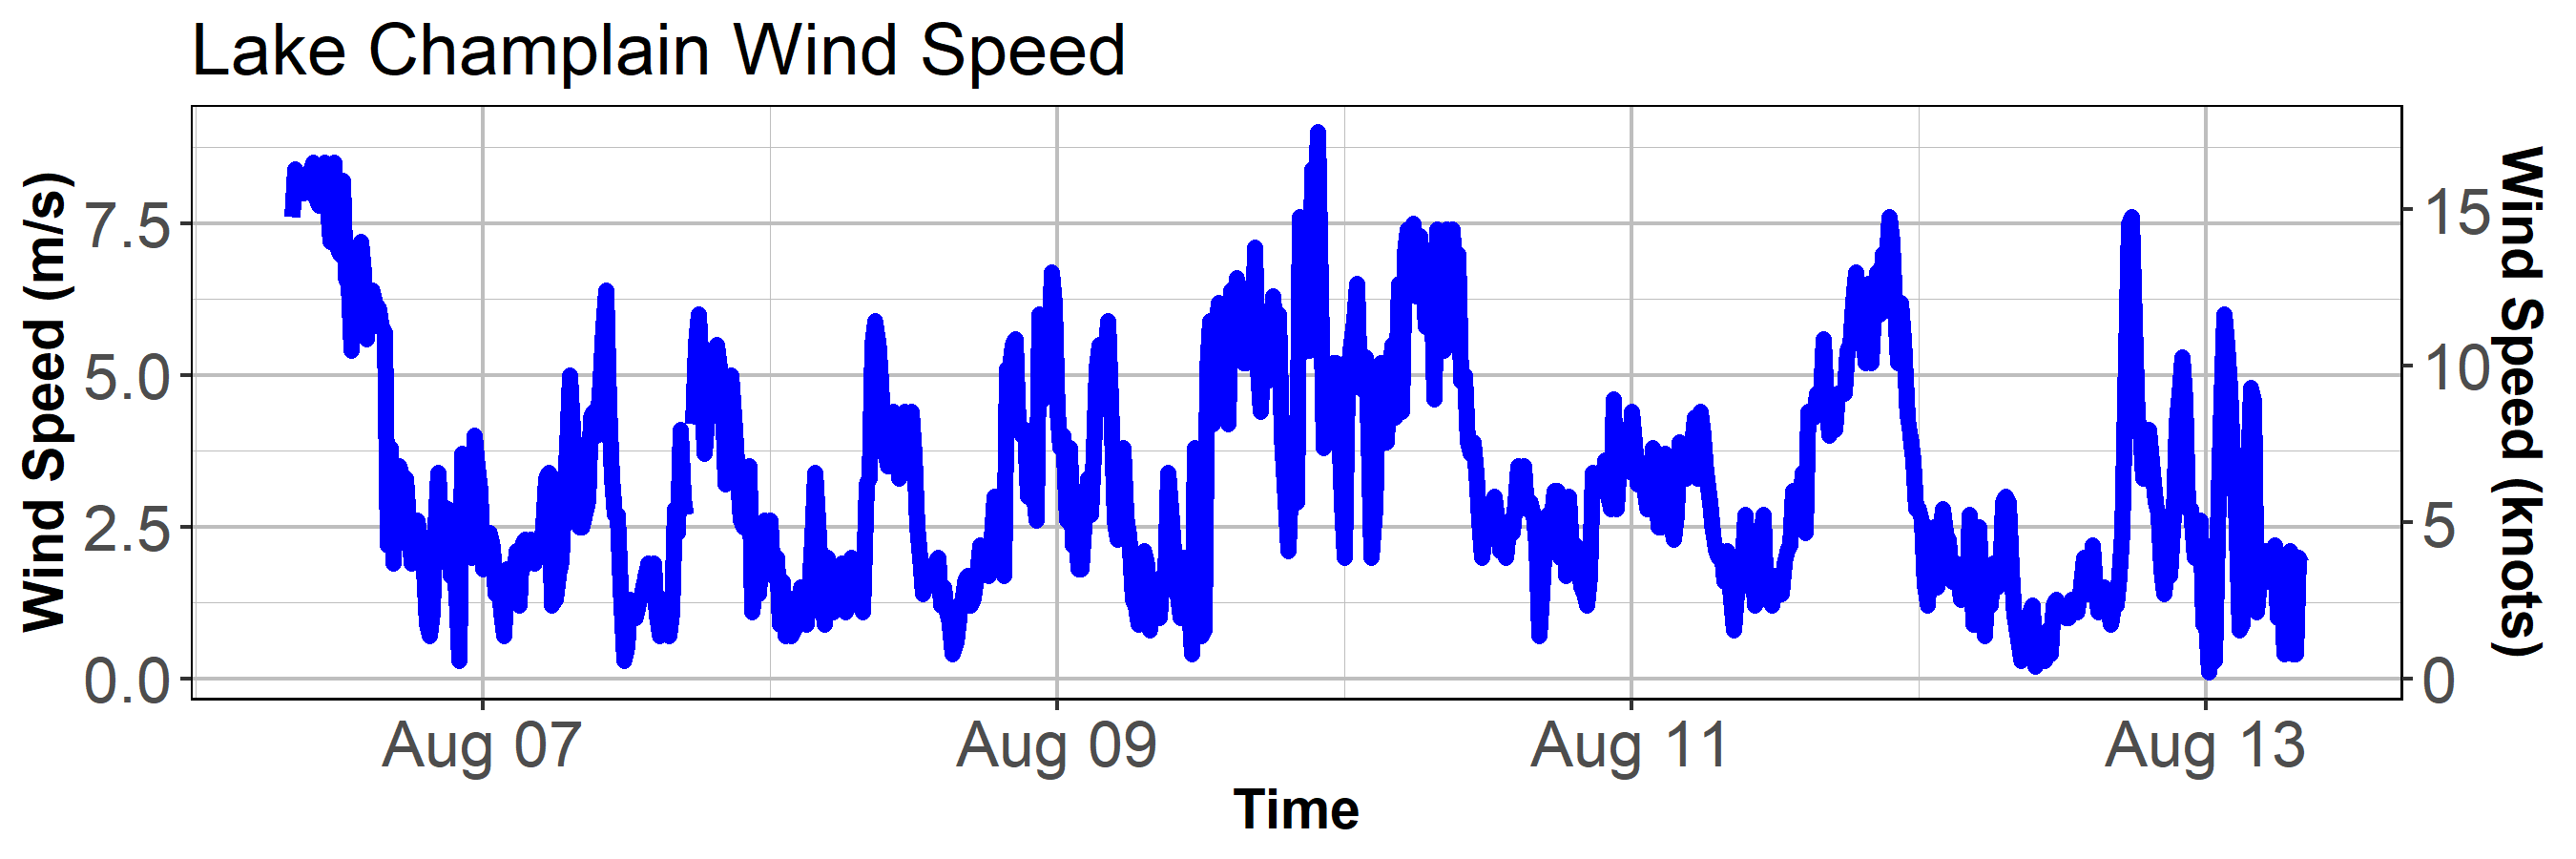 Lake Champlain Wind Speed
Wind Speed (m/s)
7.5
5.0
2.5
0.0
15
10
5
0
Wind Speed (knots)
Aug 07
Aug 09
Aug 11
Aug 13
Time